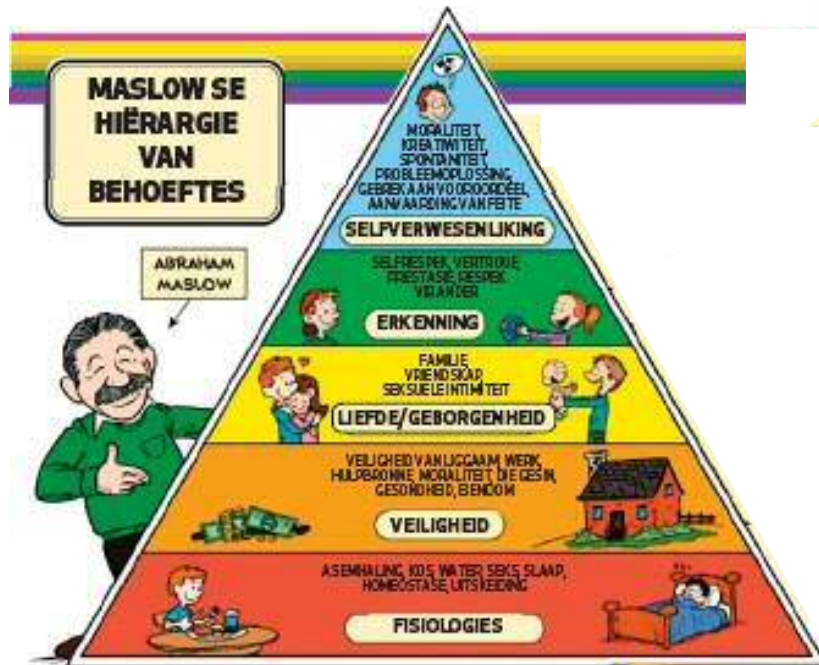 MASLOW SE
HIËRARGIE
VAN
BEHOEFTES
ABRAHAM
MASLOW
MORALITEIT,
KREATIWITEIT,
SPONTANITEIT,
PROBLEEMOPLOSSING,
GEBREK AAN VOOROORDEEL,
AANVAARDING VAN FEITE
SELFVERWESENLIKING
SELFRESPEK, VERTROUE,
PRESTASIE, RESPEK
VIR ANDER
ERKENNING
FAMILIE,
VRIENDSKAP,
SEKSUELE INTIMITEIT
LIEFDE/GEBORGENHEID
VEILIGHEID VAN LIGGAAM, WERK,
HULPBRONNE, MORALITEIT, DIE GESIN,
GESONDHEID, EIENDOM
VEILIGHEID
ASEMHALING, KOS, WATER, SEKS, SLAAP,
HOMEOSTASE, UITSKEIDING
FISIOLOGIES